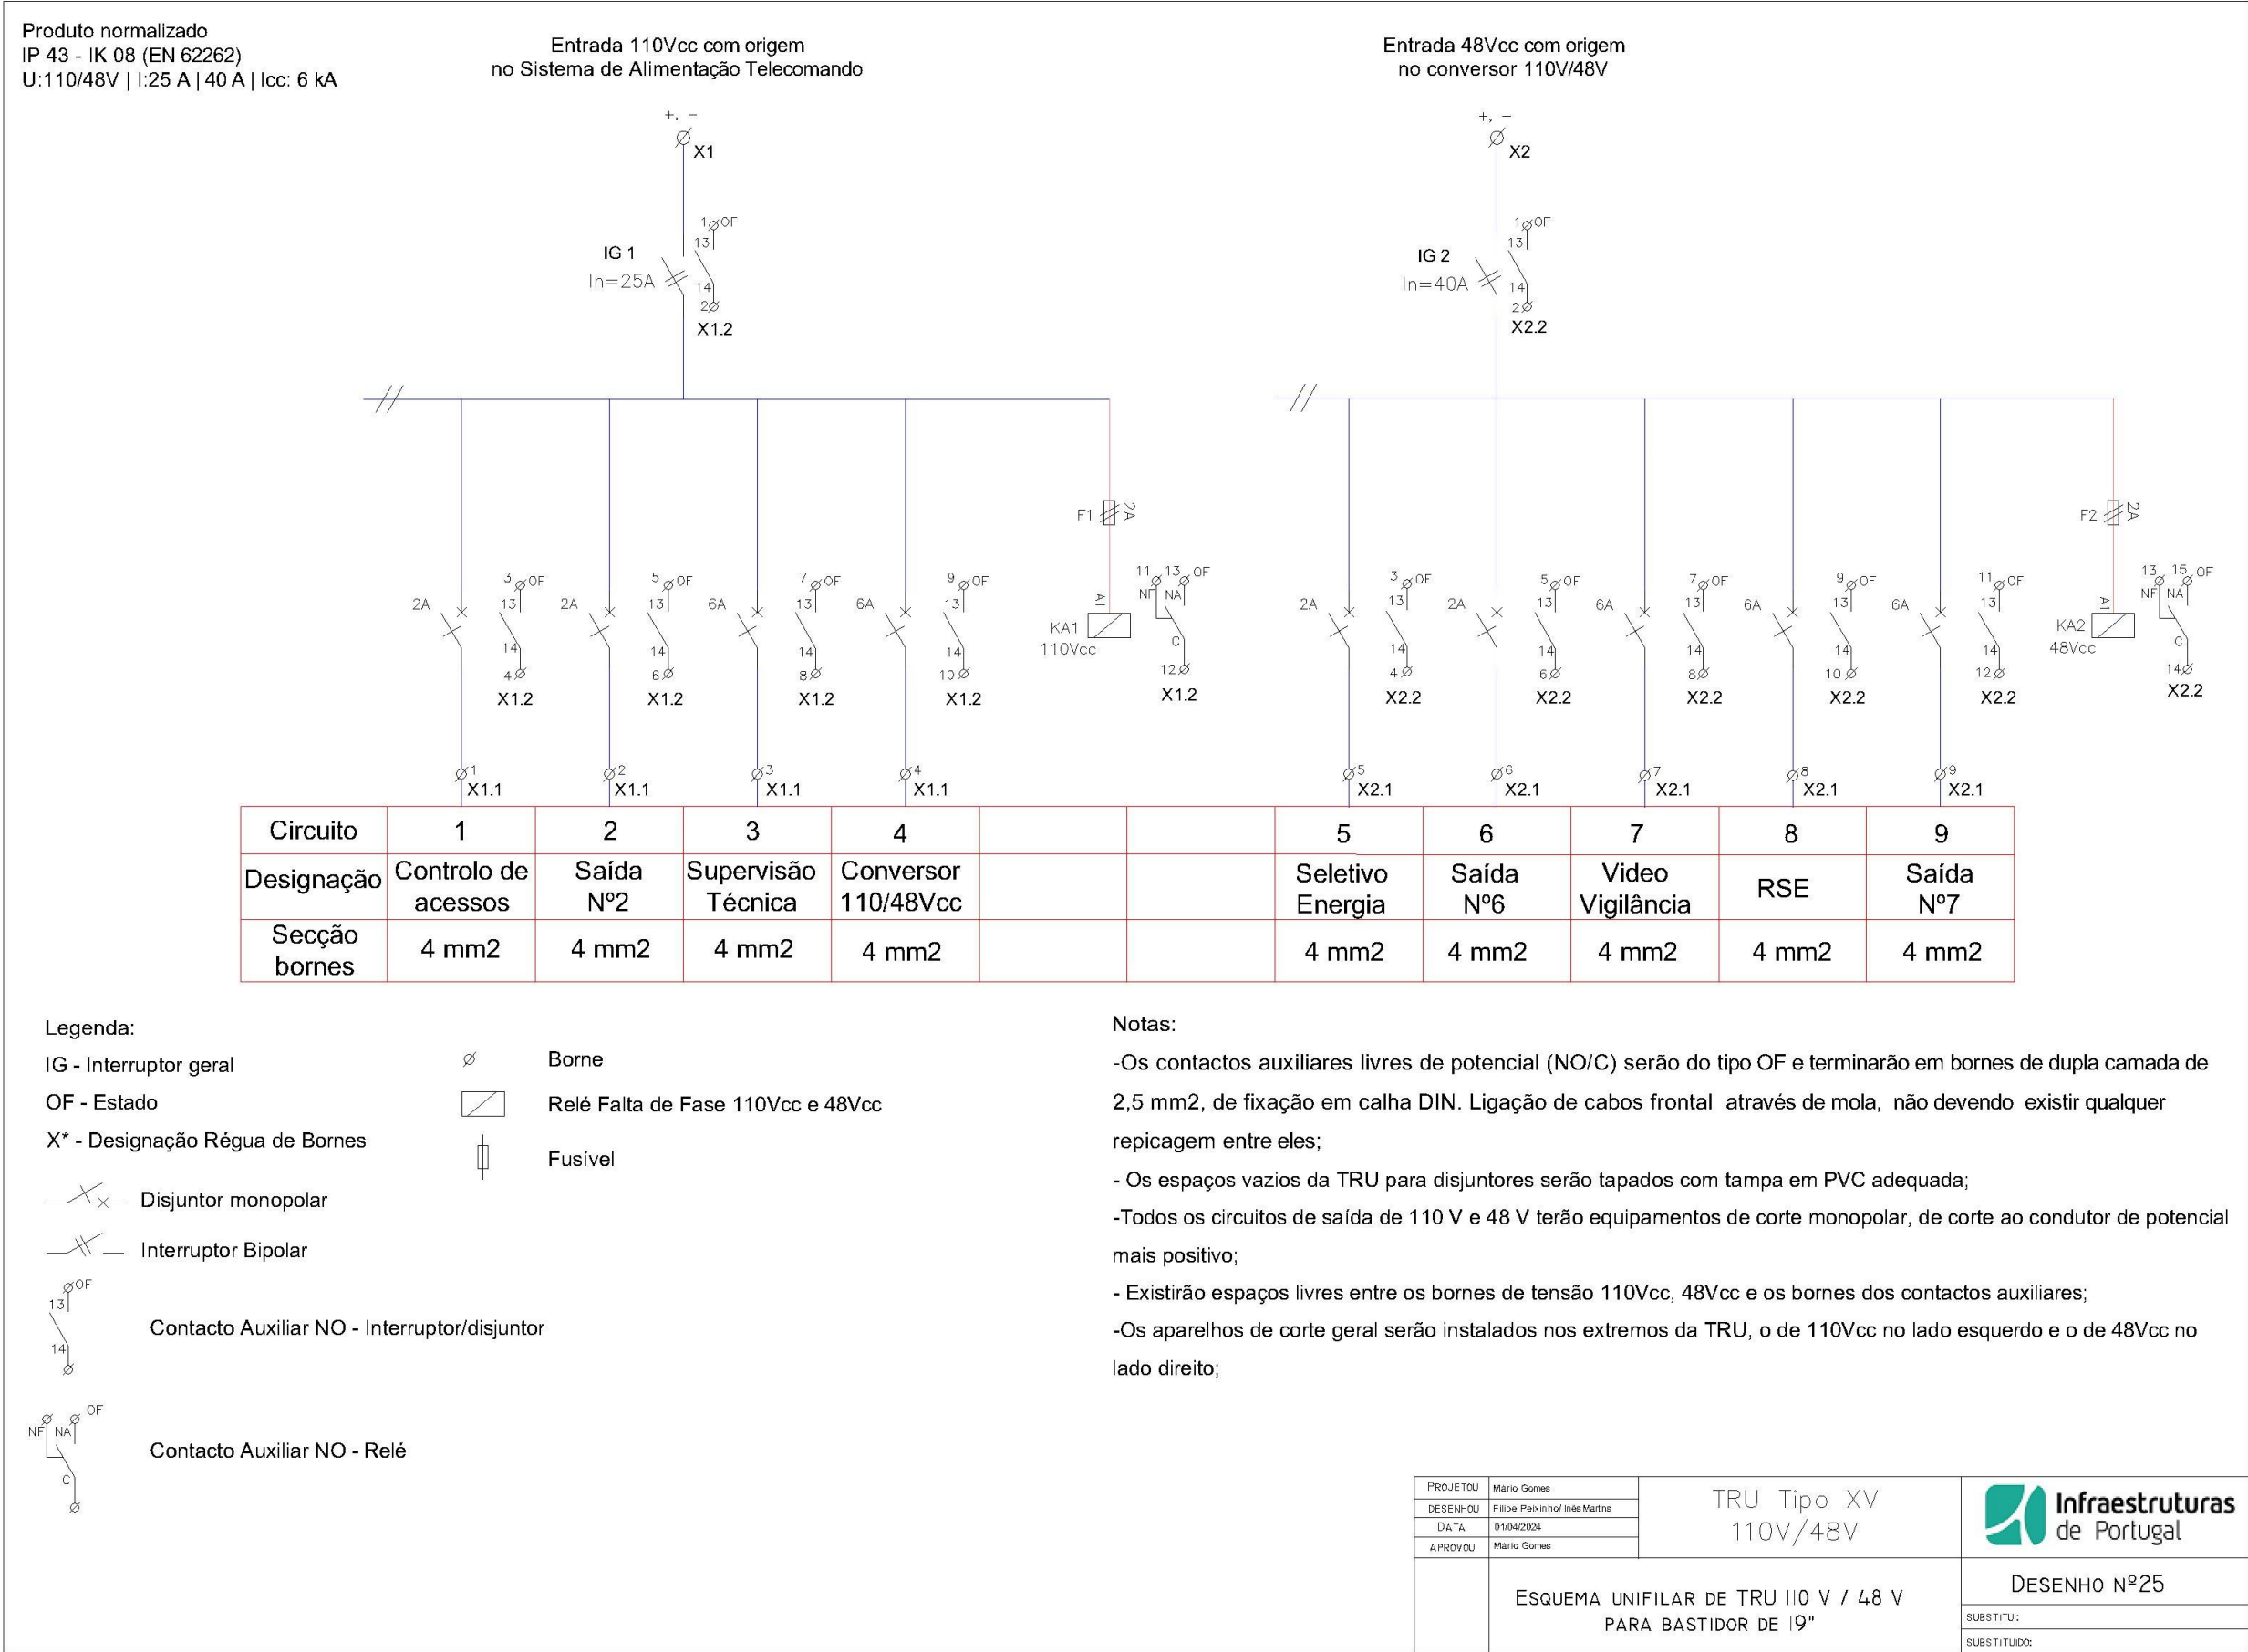 Produto normalizado
IP 43 - IK 08 (EN 62262)
U:110/48V | I:25 A | 40 A | Icc: 6 kA
Entrada 110Vcc com origem
no Sistema de Alimentação Telecomando
Entrada 48Vcc com origem
no conversor 110V/48V
+, -
X1
+, -
X2
1 OF
13
IG 1
In=25A
14
2
X1.2
1 OF
13
IG 2
In=40A
14
2
X2.2
F1 2A
F2 2A
2A 3 OF 13 14 4 X1.2
2A 5 OF 13 14 6 X1.2
6A 7 OF 13 14 8 X1.2
6A 9 OF 13 14 10 X1.2
A1 KA1 110Vcc
11 13 OF NF NA C 12 X1.2
2A 3 OF 13 14 4 X2.2
2A 5 OF 13 14 6 X2.2
6A 7 OF 13 14 8 X2.2
6A 9 OF 13 14 10 X2.2
6A 11 OF 13 14 12 X2.2
A1 KA2 48Vcc
13 15 OF NF NA C 14 X2.2
1 X1.1 2 X1.1 3 X1.1 4 X1.1 5 X2.1 6 X2.1 7 X2.1 8 X2.1 9 X2.1
Circuito 1 2 3 4 5 6 7 8 9
Designação Controlo de acessos Saída Nº2 Supervisão Técnica Conversor 110/48Vcc Seletivo Energia Saída Nº6 Video Vigilância RSE Saída Nº7
Secção bornes 4 mm2 4 mm2 4 mm2 4 mm2 4 mm2 4 mm2 4 mm2 4 mm2 4 mm2
Legenda:
IG - Interruptor geral
OF - Estado
X* - Designação Régua de Bornes
Disjuntor monopolar
Interruptor Bipolar
OF
13
14
Contacto Auxiliar NO - Interruptor/disjuntor
OF
NF NA
C
Contacto Auxiliar NO - Relé
Borne
Relé Falta de Fase 110Vcc e 48Vcc
Fusível
Notas:
-Os contactos auxiliares livres de potencial (NO/C) serão do tipo OF e terminarão em bornes de dupla camada de
2,5 mm2, de fixação em calha DIN. Ligação de cabos frontal através de mola, não devendo existir qualquer
repicagem entre eles;
- Os espaços vazios da TRU para disjuntores serão tapados com tampa em PVC adequada;
-Todos os circuitos de saída de 110 V e 48 V terão equipamentos de corte monopolar, de corte ao condutor de potencial
mais positivo;
- Existirão espaços livres entre os bornes de tensão 110Vcc, 48Vcc e os bornes dos contactos auxiliares;
-Os aparelhos de corte geral serão instalados nos extremos da TRU, o de 110Vcc no lado esquerdo e o de 48Vcc no
lado direito;
PROJETOU Mário Gomes
DESENHOU Filipe Peixinho/ Inês Martins
DATA 01/04/2024
APROVOU Mário Gomes
TRU Tipo XV
110V/48V
Infraestruturas
de Portugal
ESQUEMA UNIFILAR DE TRU 110 V / 48 V
PARA BASTIDOR DE 19"
DESENHO Nº25
SUBSTITUI:
SUBSTITUIDO: